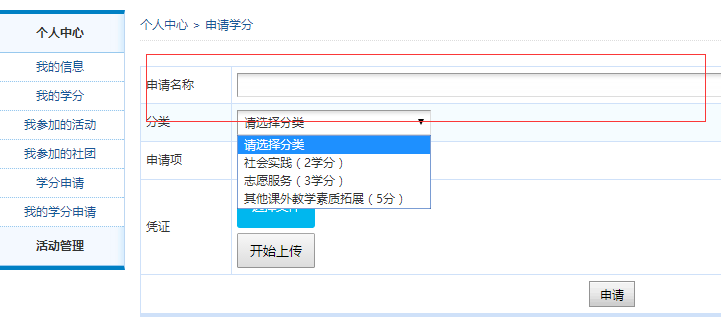 个人中心
我的信息
我的学分
我参加的活动
我参加的社团
学分申请
我的学分申请
活动管理
个人中心 > 申请学分
申请名称
分类
请选择分类
请选择分类
社会实践（2学分）
志愿服务（3学分）
其他课外教学素质拓展（5分）
申请项
凭证
开始上传
申请